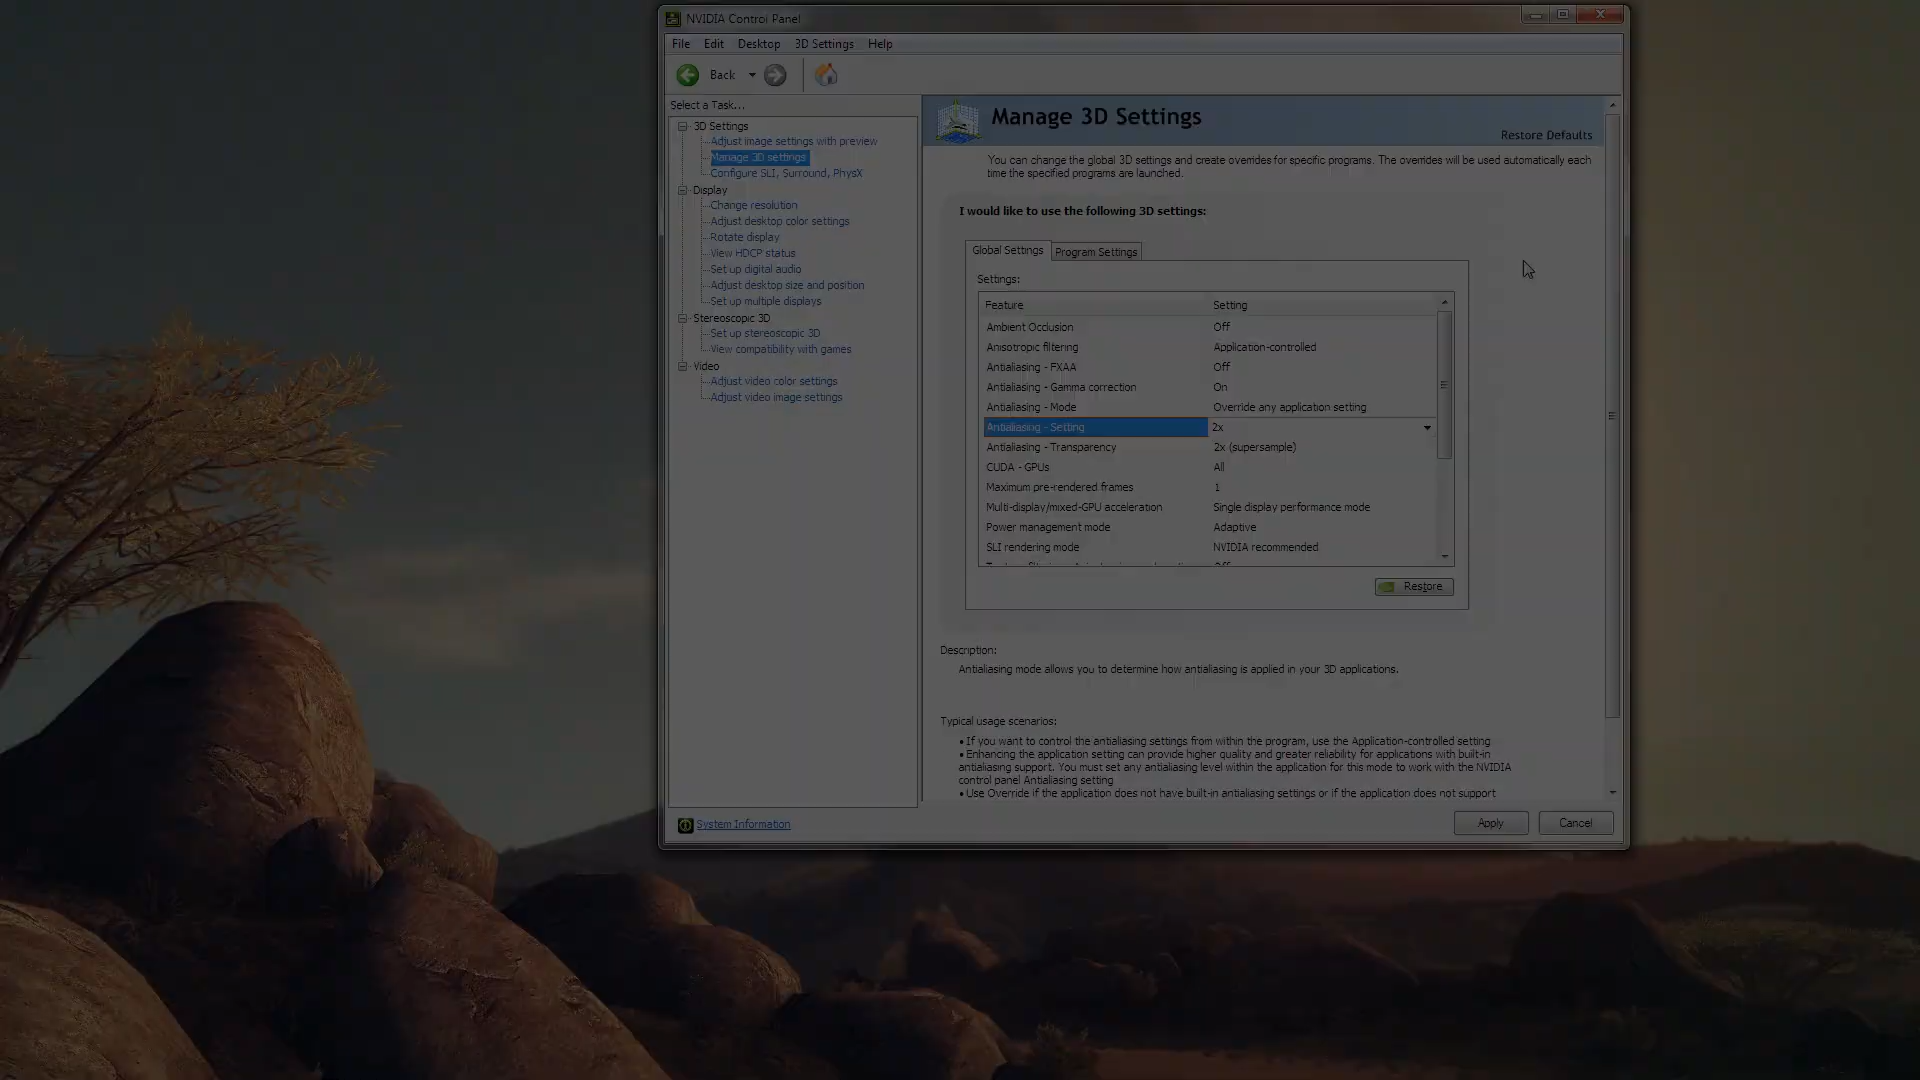 NVIDIA Control Panel
File Edit Desktop 3D Settings Help
Back
Select a Task...
3D Settings
Adjust image settings with preview
Manage 3D settings
Configure SLI, Surround, PhysX
Display
Change resolution
Adjust desktop color settings
Rotate display
View HDCP status
Set up digital audio
Adjust desktop size and position
Set up multiple displays
Stereoscopic 3D
Set up stereoscopic 3D
View compatibility with games
Video
Adjust video color settings
Adjust video image settings
System Information
Manage 3D Settings
Restore Defaults
You can change the global 3D settings and create overrides for specific programs. The overrides will be used automatically each
time the specified programs are launched.
I would like to use the following 3D settings:
Global Settings Program Settings
Settings:
Feature Setting
Ambient Occlusion Off
Anisotropic filtering Application-controlled
Antialiasing - FXAA Off
Antialiasing - Gamma correction On
Antialiasing - Mode Override any application setting
Antialiasing - Setting 2x
Antialiasing - Transparency 2x (supersample)
CUDA - GPUs All
Maximum pre-rendered frames 1
Multi-display/mixed-GPU acceleration Single display performance mode
Power management mode Adaptive
SLI rendering mode NVIDIA recommended
Restore
Description:
Antialiasing mode allows you to determine how antialiasing is applied in your 3D applications.
Typical usage scenarios:
• If you want to control the antialiasing settings from within the program, use the Application-controlled setting
• Enhancing the application setting can provide higher quality and greater reliability for applications with built-in
antialiasing support. You must set any antialiasing level within the application for this mode to work with the NVIDIA
control panel Antialiasing setting
• Use Override if the application does not have built-in antialiasing settings or if the application does not support
Apply Cancel